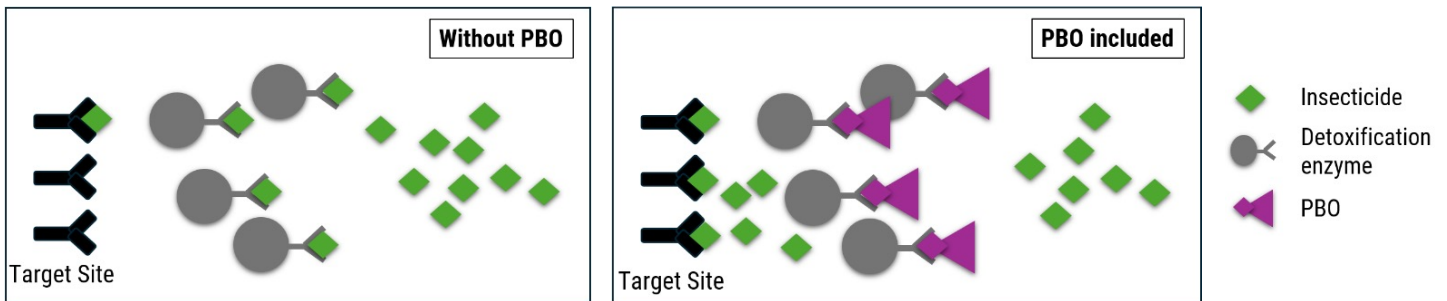 Without PBO
Target Site
PBO included
Target Site
Insecticide
Detoxification
enzyme
PBO